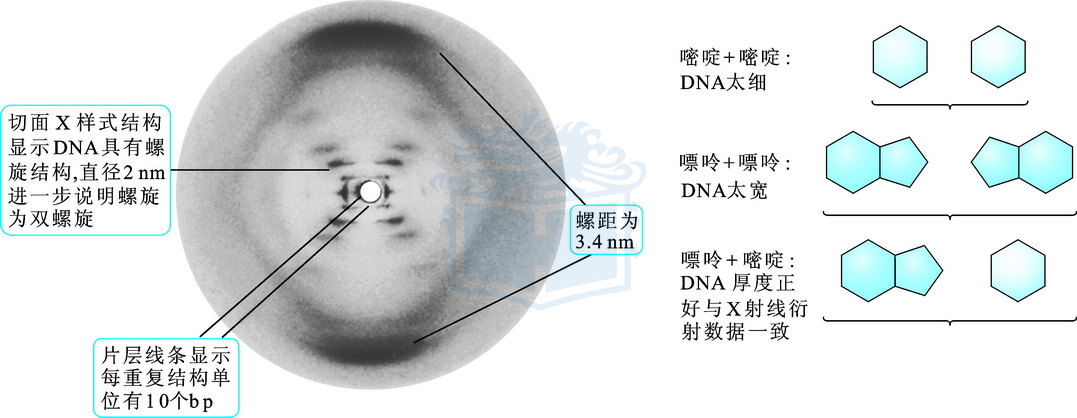 切面 X 样式结构
显示DNA具有螺
旋结构,直径2 nm
进一步说明螺旋
为双螺旋
片层线条显示
每重复结构单
位有10个bp
螺距为
3.4 nm
嘧啶+嘧啶:
DNA太细
嘌呤+嘌呤:
DNA太宽
嘌呤+嘧啶:
DNA 厚度正
好与X射线衍
射数据一致